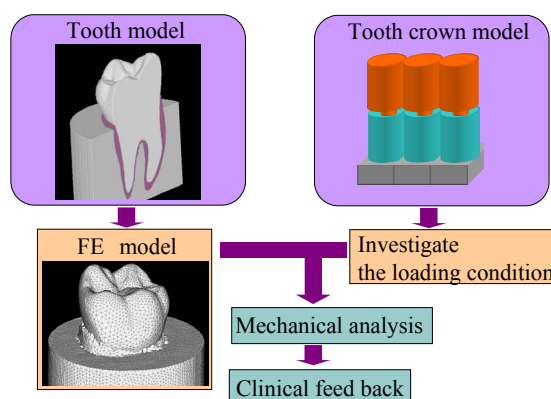 Tooth model
Tooth crown model
FE model
Investigate
the loading condition
Mechanical analysis
Clinical feed back